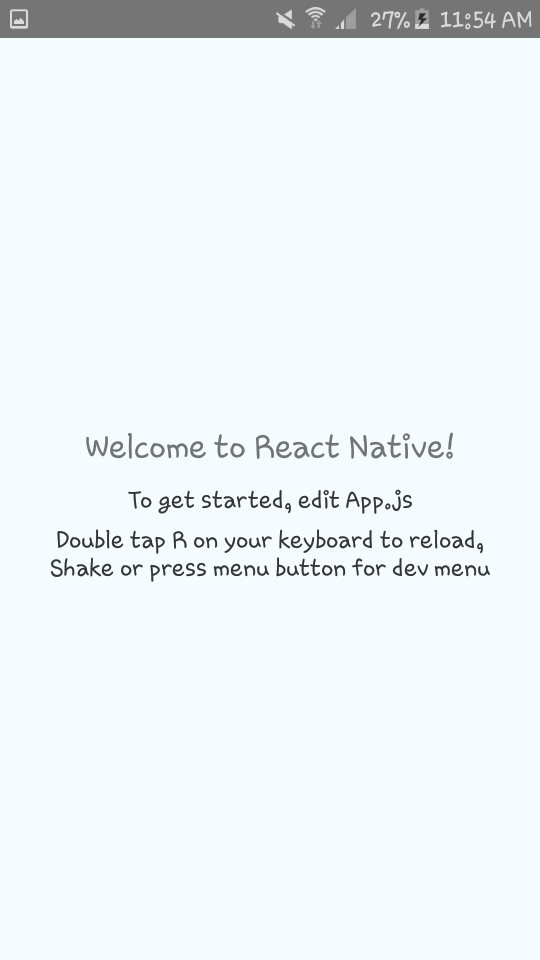 27% 11:54 AM
Welcome to React Native!
To get started, edit App.js
Double tap R on your keyboard to reload,
Shake or press menu button for dev menu